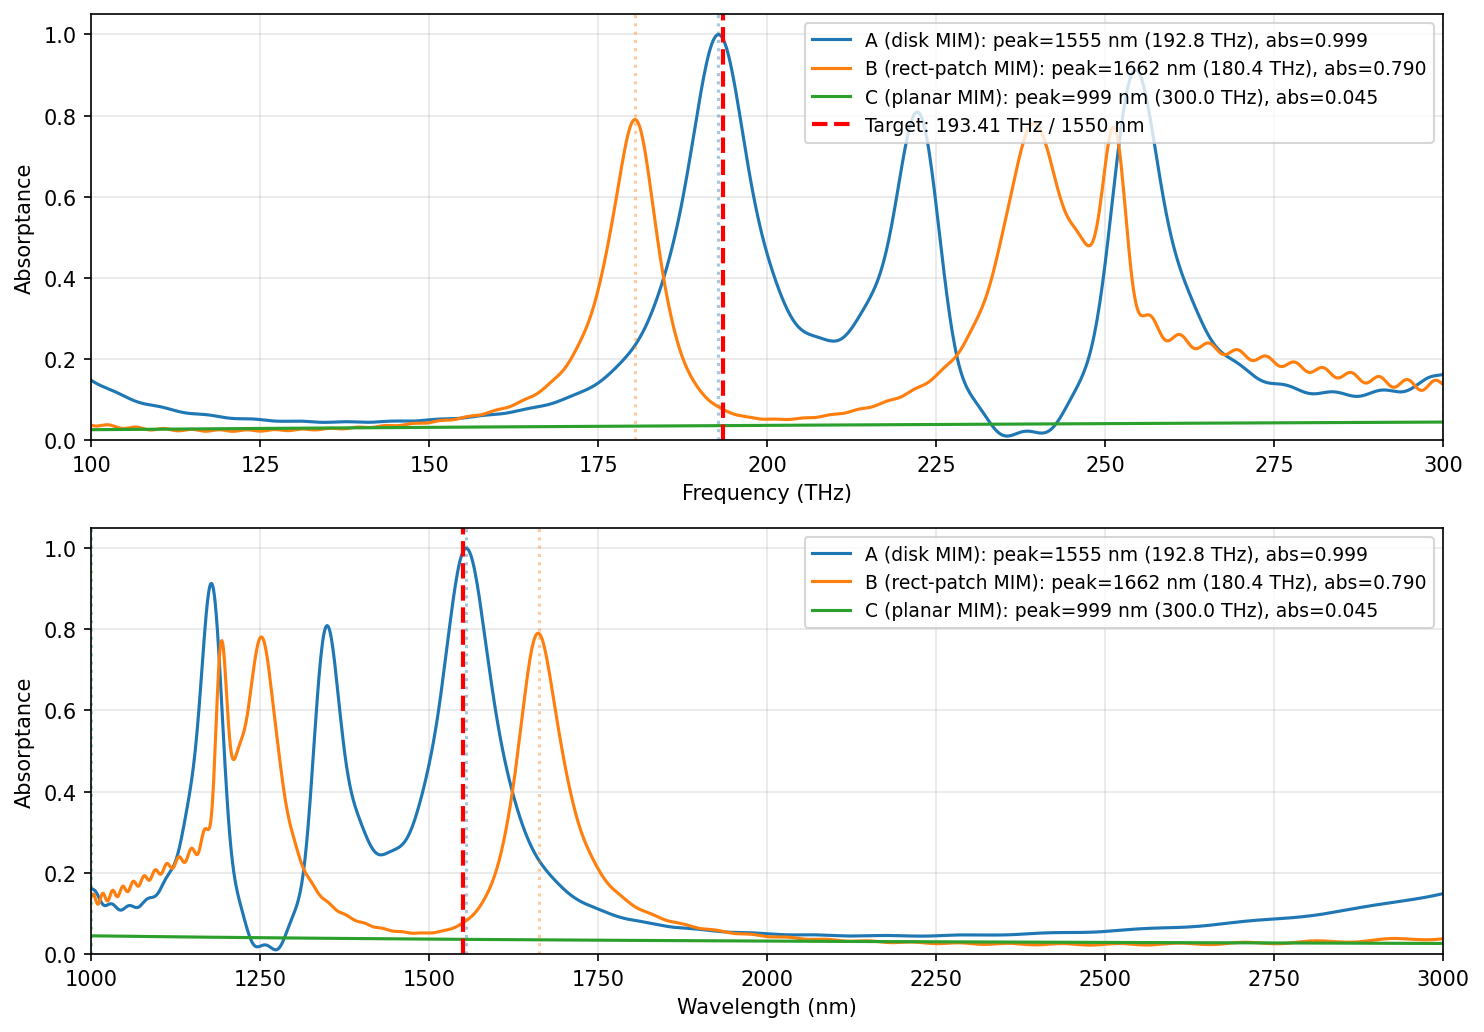 A (disk MIM): peak=1555 nm (192.8 THz), abs=0.999
B (rect-patch MIM): peak=1662 nm (180.4 THz), abs=0.790
C (planar MIM): peak=999 nm (300.0 THz), abs=0.045
Target: 193.41 THz / 1550 nm
Absorptance
1.0
0.8
0.6
0.4
0.2
0.0
100 125 150 175 200 225 250 275 300
Frequency (THz)
A (disk MIM): peak=1555 nm (192.8 THz), abs=0.999
B (rect-patch MIM): peak=1662 nm (180.4 THz), abs=0.790
C (planar MIM): peak=999 nm (300.0 THz), abs=0.045
Absorptance
1.0
0.8
0.6
0.4
0.2
0.0
1000 1250 1500 1750 2000 2250 2500 2750 3000
Wavelength (nm)